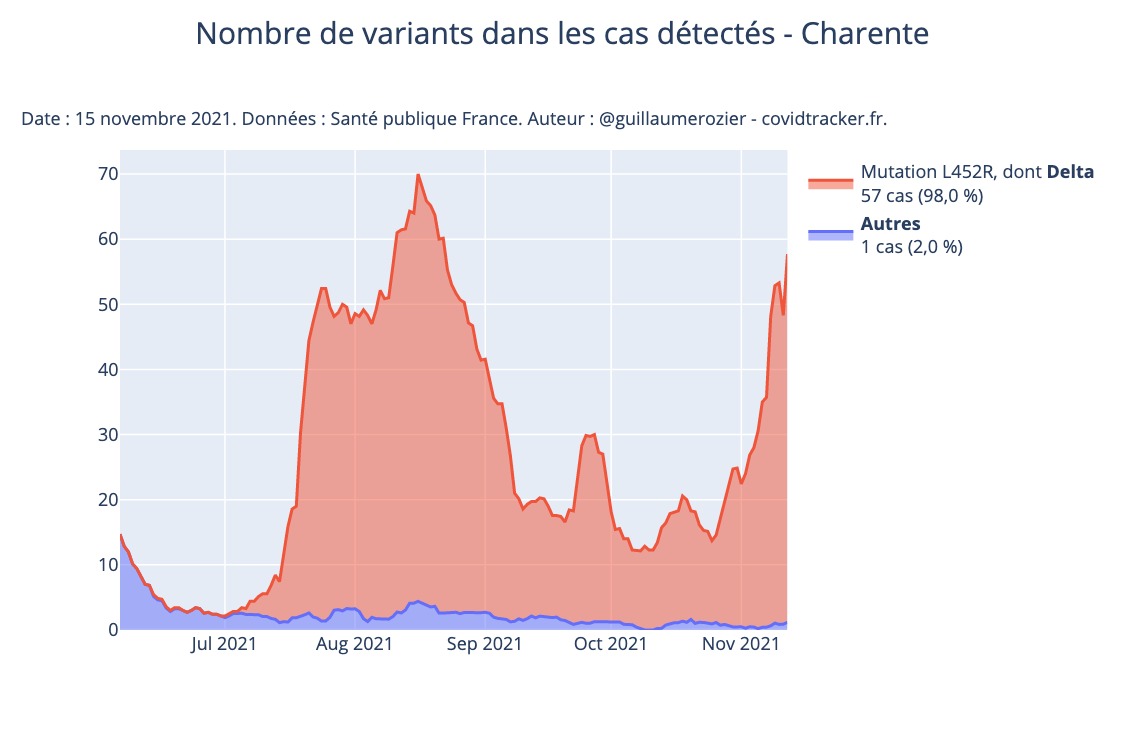 Nombre de variants dans les cas détectés - Charente
Date : 15 novembre 2021. Données : Santé publique France. Auteur : @guillaumerozier - covidtracker.fr.
70
60
50
40
30
20
10
0
Jul 2021
Aug 2021
Sep 2021
Oct 2021
Nov 2021
Mutation L452R, dont Delta
57 cas (98,0 %)
Autres
1 cas (2,0 %)